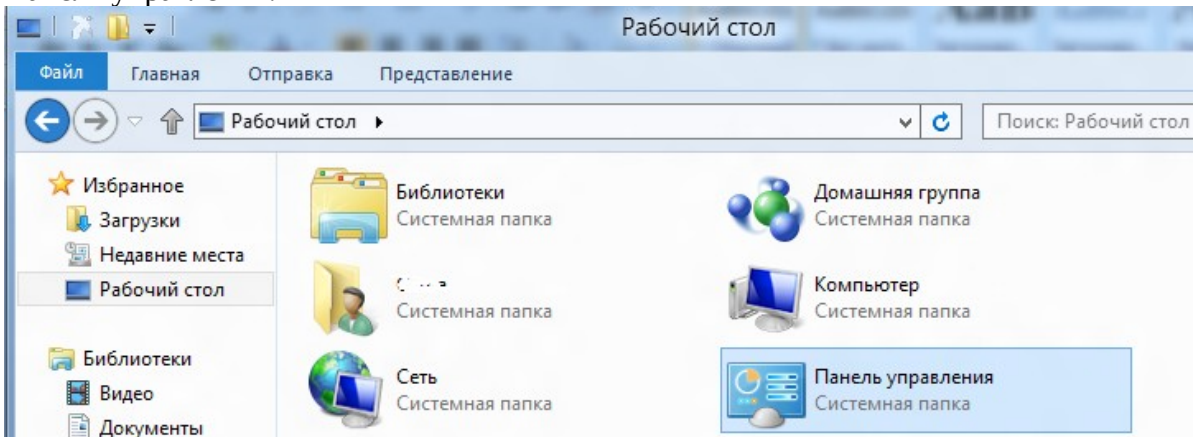 Рабочий стол
Файл Главная Отправка Представление
Рабочий стол Поиск: Рабочий стол
Избранное
Загрузки
Недавние места
Рабочий стол
Библиотеки
Видео
Документы
Библиотеки
Системная папка
Домашняя группа
Системная папка
Системная папка
Компьютер
Системная папка
Сеть
Системная папка
Панель управления
Системная папка